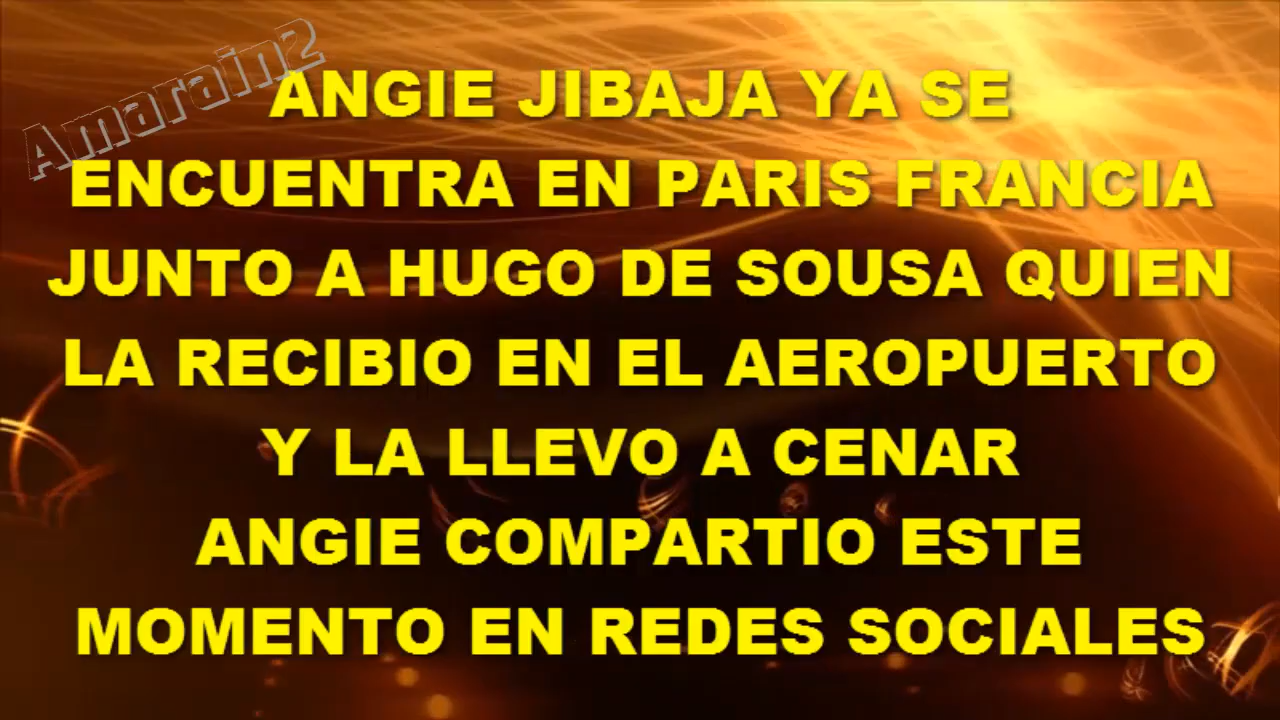 Amarain2
ANGIE JIBAJA YA SE
ENCUENTRA EN PARIS FRANCIA
JUNTO A HUGO DE SOUSA QUIEN
LA RECIBIO EN EL AEROPUERTO
Y LA LLEVO A CENAR
ANGIE COMPARTIO ESTE
MOMENTO EN REDES SOCIALES